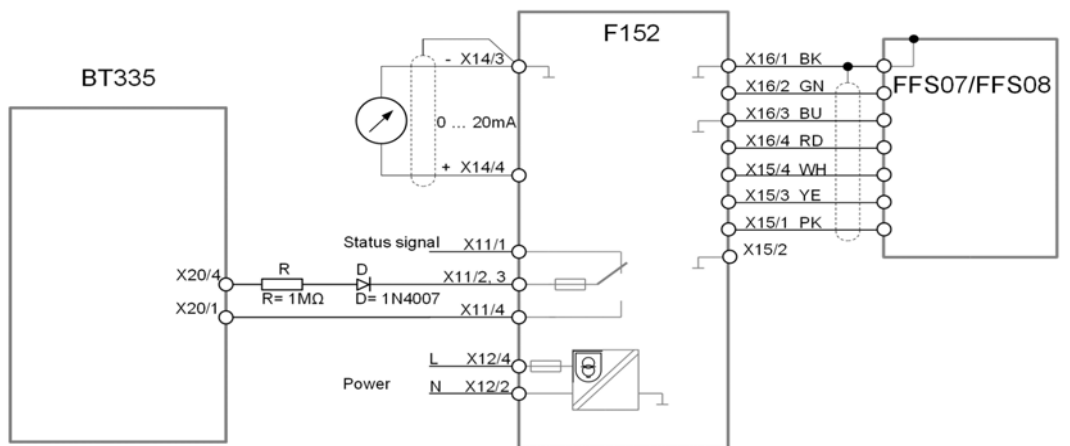 F152
BT335
- X14/3
0 ... 20mA
+ X14/4
X16/1 BK
FFS07/FFS08
X16/2 GN
X16/3 BU
X16/4 RD
X15/4 WH
X15/3 YE
X15/1 PK
X15/2
Status signal X11/1
X20/4
R
D
X11/2, 3
R= 1MΩ
D= 1N4007
X20/1
X11/4
L X12/4
Power
N X12/2